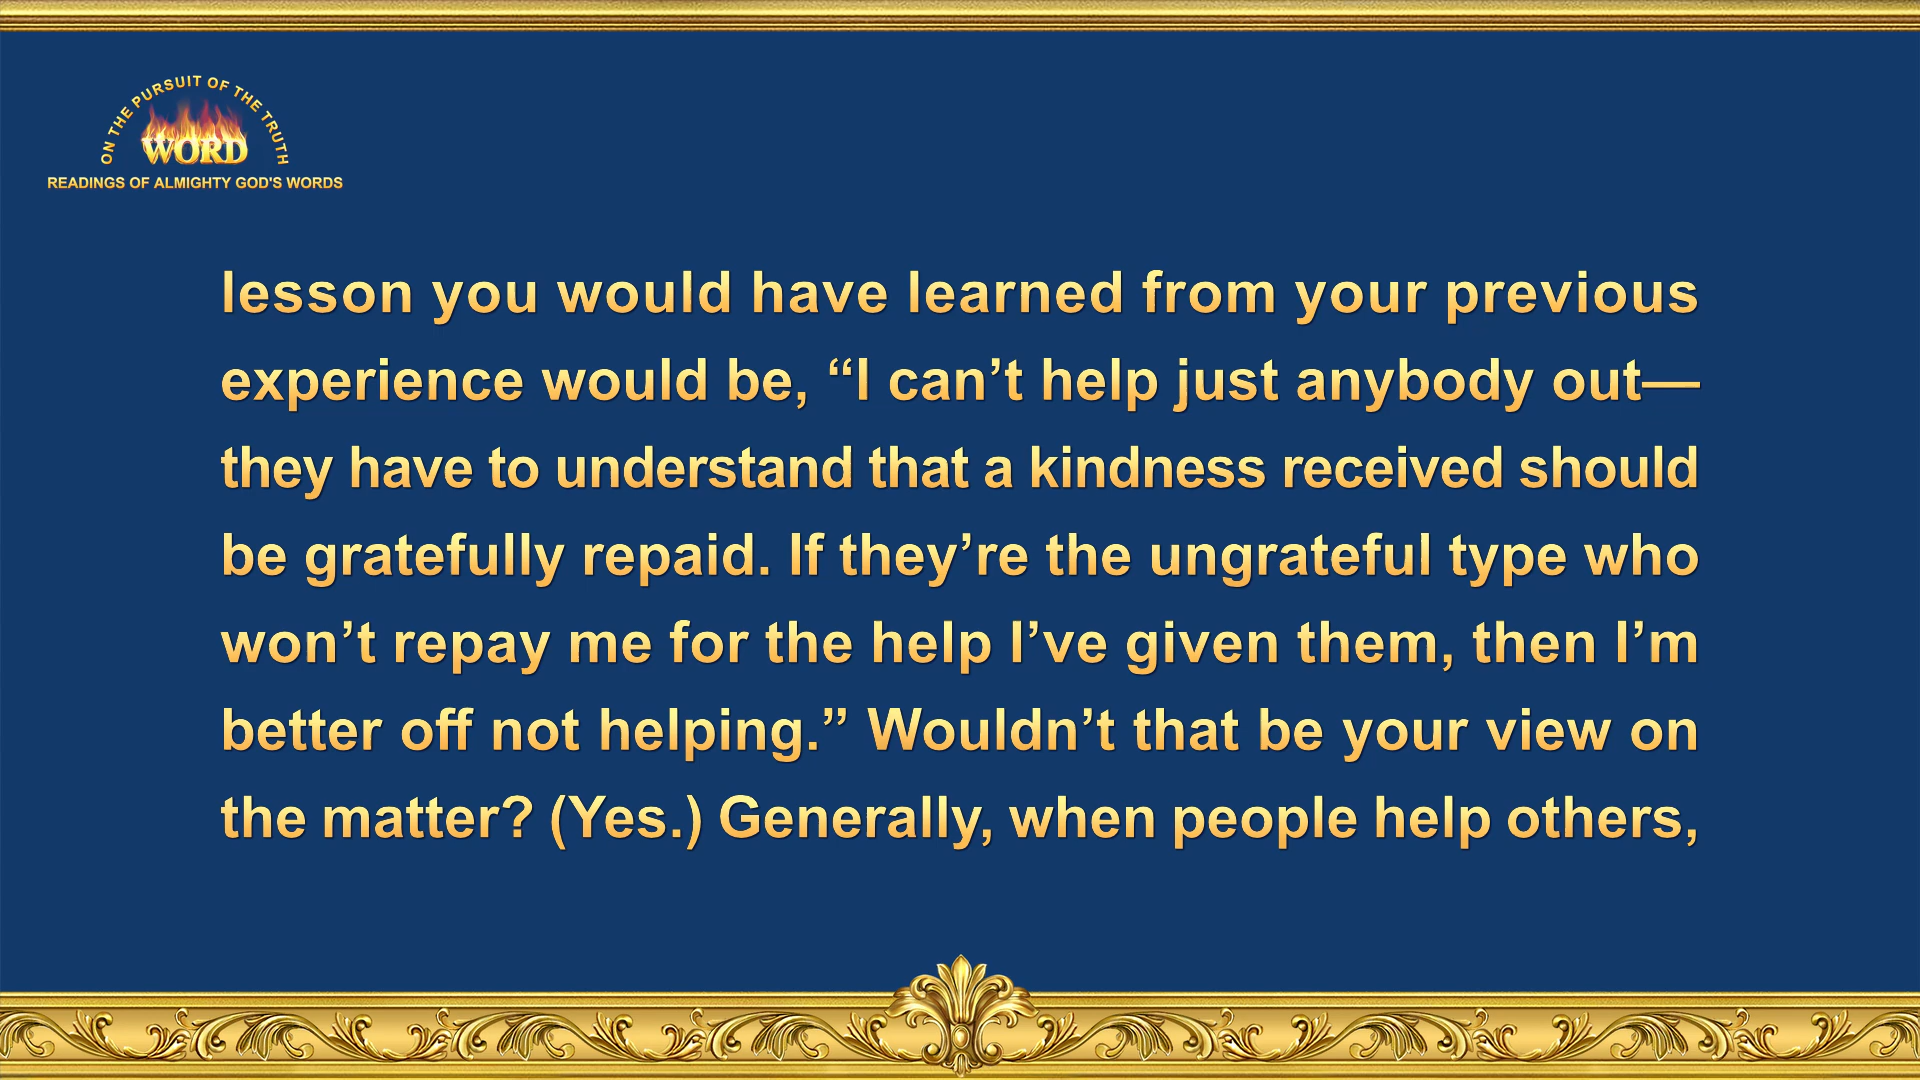 ON THE PURSUIT OF THE TRUTH
WORD
READINGS OF ALMIGHTY GOD'S WORDS
lesson you would have learned from your previous
experience would be, “I can’t help just anybody out—
they have to understand that a kindness received should
be gratefully repaid. If they’re the ungrateful type who
won’t repay me for the help I’ve given them, then I’m
better off not helping.” Wouldn’t that be your view on
the matter? (Yes.) Generally, when people help others,